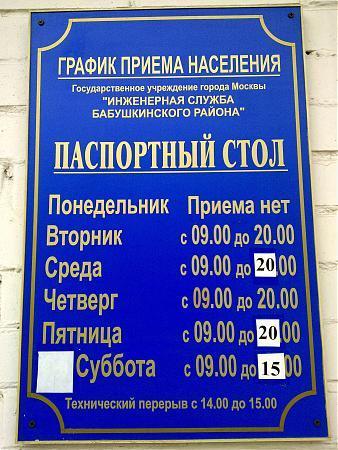 ГРАФИК ПРИЕМА НАСЕЛЕНИЯ
Государственное учреждение города Москвы
"ИНЖЕНЕРНАЯ СЛУЖБА
БАБУШКИНСКОГО РАЙОНА"
ПАСПОРТНЫЙ СТОЛ
Понедельник Приема нет
Вторник с 09.00 до 20.00
Среда с 09.00 до 20.00
Четверг с 09.00 до 20.00
Пятница с 09.00 до 20.00
Суббота с 09.00 до 15.00
Технический перерыв с 14.00 до 15.00